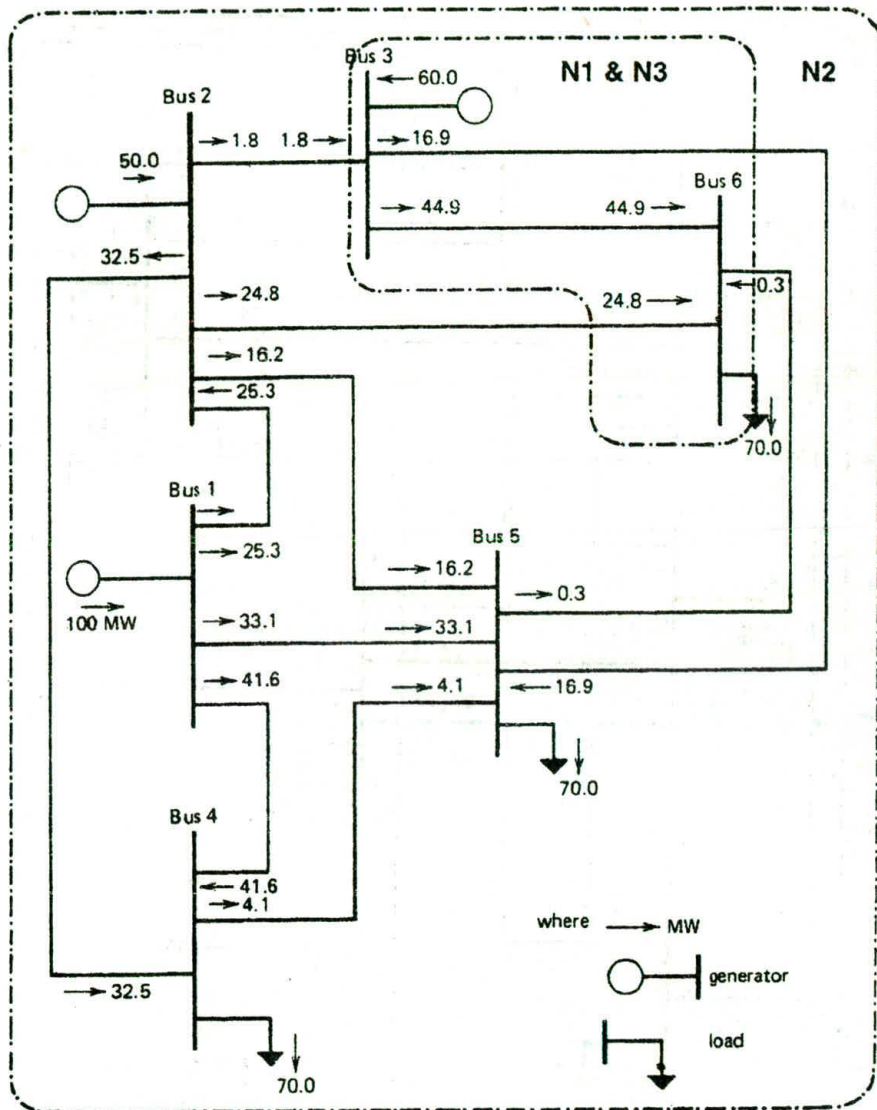 Bus 3
N1 & N3
N2
60.0
Bus 2
1.8
1.8
16.9
50.0
Bus 6
44.9
44.9
32.5
0.3
24.8
24.8
16.2
25.3
70.0
Bus 1
25.3
Bus 5
16.2
0.3
100 MW
33.1
33.1
41.6
4.1
16.9
70.0
Bus 4
41.6
4.1
where
MW
generator
32.5
load
70.0